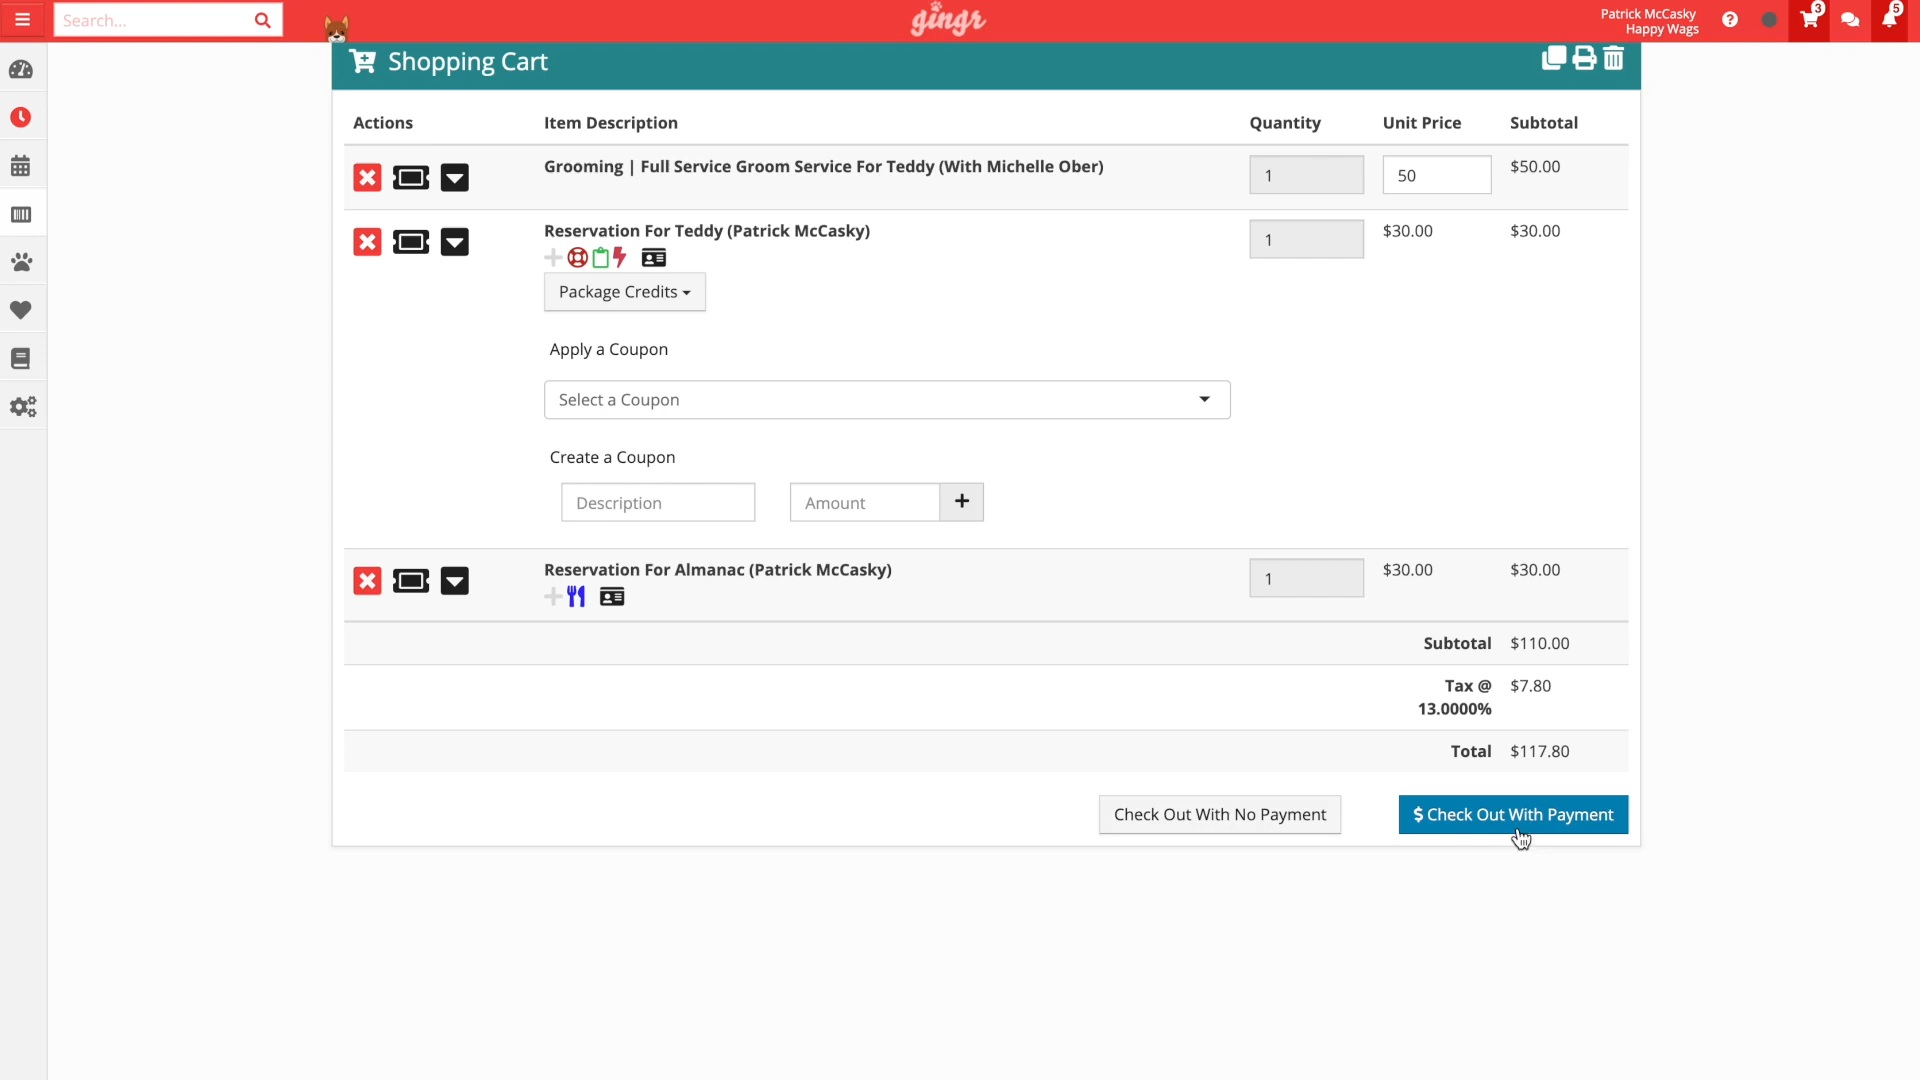 Search...
gingr
Patrick McCasky
Happy Wags
3
5
Shopping Cart
Actions Item Description Quantity Unit Price Subtotal
Grooming | Full Service Groom Service For Teddy (With Michelle Ober) 1 50 $50.00
Reservation For Teddy (Patrick McCasky) 1 $30.00 $30.00
Package Credits
Apply a Coupon
Select a Coupon
Create a Coupon
Description Amount +
Reservation For Almanac (Patrick McCasky) 1 $30.00 $30.00
Subtotal $110.00
Tax @ $7.80
13.0000%
Total $117.80
Check Out With No Payment $ Check Out With Payment